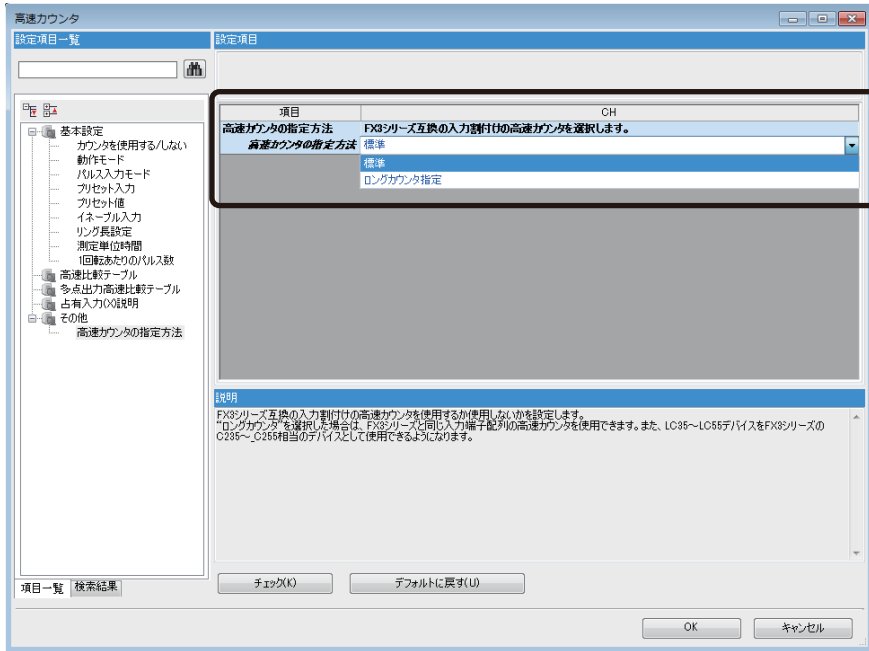 高速カウンタ
設定項目一覧
設定項目
項目
CH
高速カウンタの指定方法
FX3シリーズ互換の入力割付けの高速カウンタを選択します。
高速カウンタの指定方法
標準
標準
ロングカウンタ指定
基本設定
カウンタを使用する/しない
動作モード
パルス入力モード
プリセット入力
プリセット値
イネーブル入力
リング長設定
測定単位時間
1回転あたりのパルス数
高速比較テーブル
多点出力高速比較テーブル
占有入力(X)説明
その他
高速カウンタの指定方法
説明
FX3シリーズ互換の入力割付けの高速カウンタを使用するか使用しないかを設定します。
"ロングカウンタ"を選択した場合は、FX3シリーズと同じ入力端子配列の高速カウンタを使用できます。また、LC35～LC55デバイスをFX3シリーズの
C235～_C255相当のデバイスとして使用できるようになります。
項目一覧
検索結果
チェック(K)
デフォルトに戻す(U)
OK
キャンセル